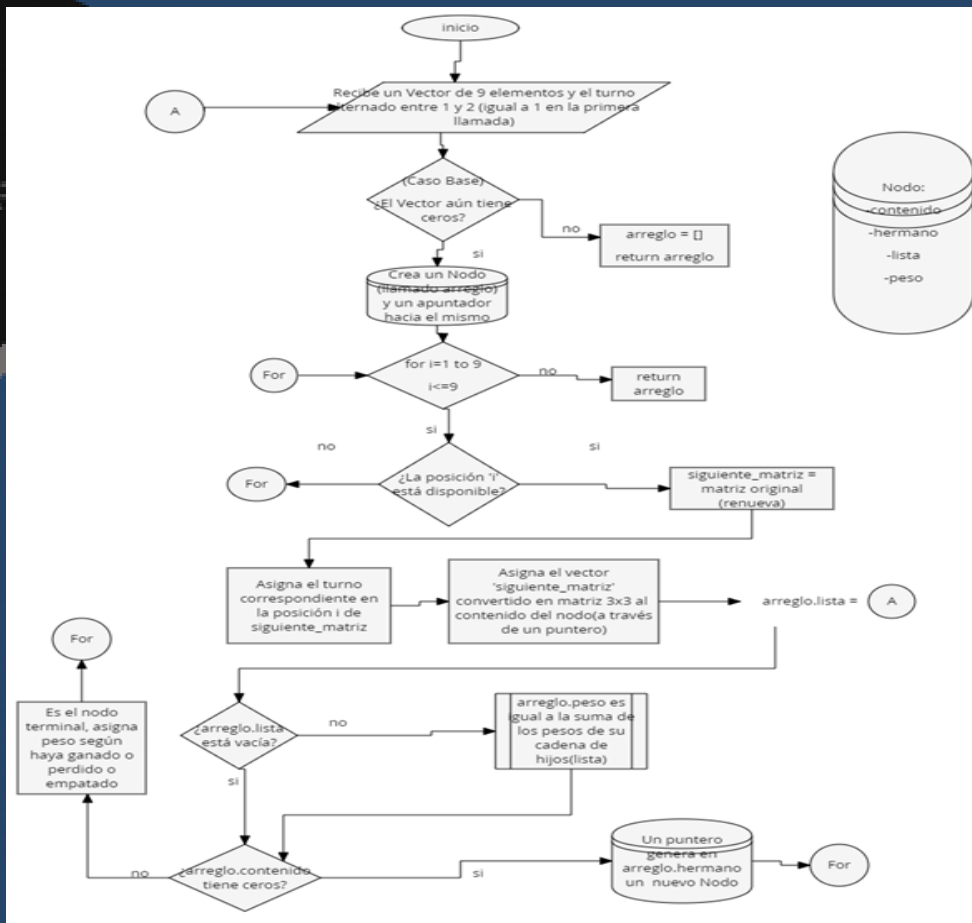 inicio
A
Recibe un Vector de 9 elementos y el turno
alternado entre 1 y 2 (igual a 1 en la primera
llamada)
(Caso Base)
¿El Vector aún tiene
ceros?
no
arreglo = []
return arreglo
Nodo:
-contenido
-hermano
-lista
-peso
si
Crea un Nodo
(llamado arreglo)
y un apuntador
hacia el mismo
For
for i=1 to 9
i<=9
no
return
arreglo
si
no
si
For
¿La posición 'i'
está disponible?
siguiente_matriz =
matriz original
(renueva)
Asigna el turno
correspondiente en
la posición i de
siguiente_matriz
Asigna el vector
'siguiente_matriz'
convertido en matriz 3x3 al
contenido del nodo(a través
de un puntero)
arreglo.lista =
A
For
Es el nodo
terminal, asigna
peso según
haya ganado o
perdido o
empatado
¿arreglo.lista
está vacía?
no
arreglo.peso es
igual a la suma de
los pesos de su
cadena de
hijos(lista)
si
no
¿arreglo.contenido
tiene ceros?
si
Un puntero
genera en
arreglo.hermano
un nuevo Nodo
For